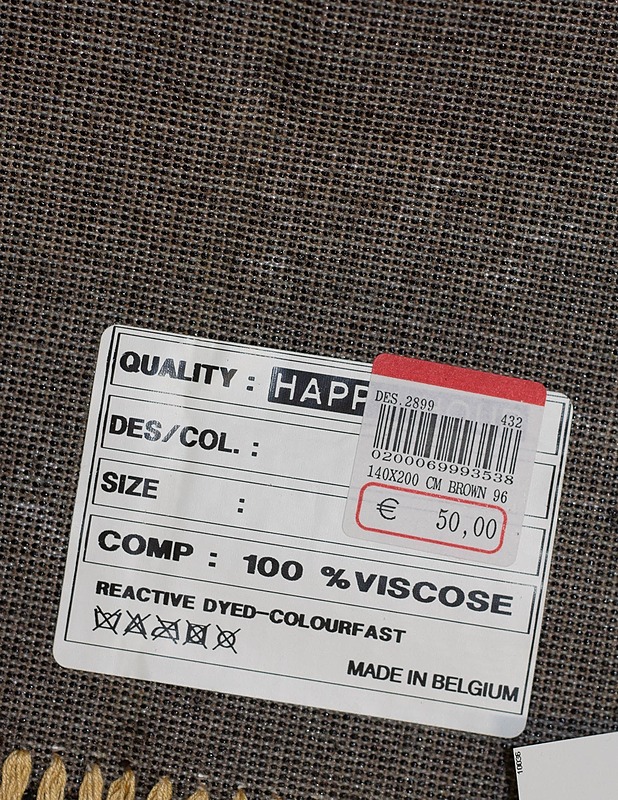 QUALITY :
DES/COL. :
SIZE :
COMP : 100 % VISCOSE
REACTIVE DYED-COLOURFAST
MADE IN BELGIUM
DES.2899 432
0200069993538
140X200 CM BROWN 96
€ 50,00
10036